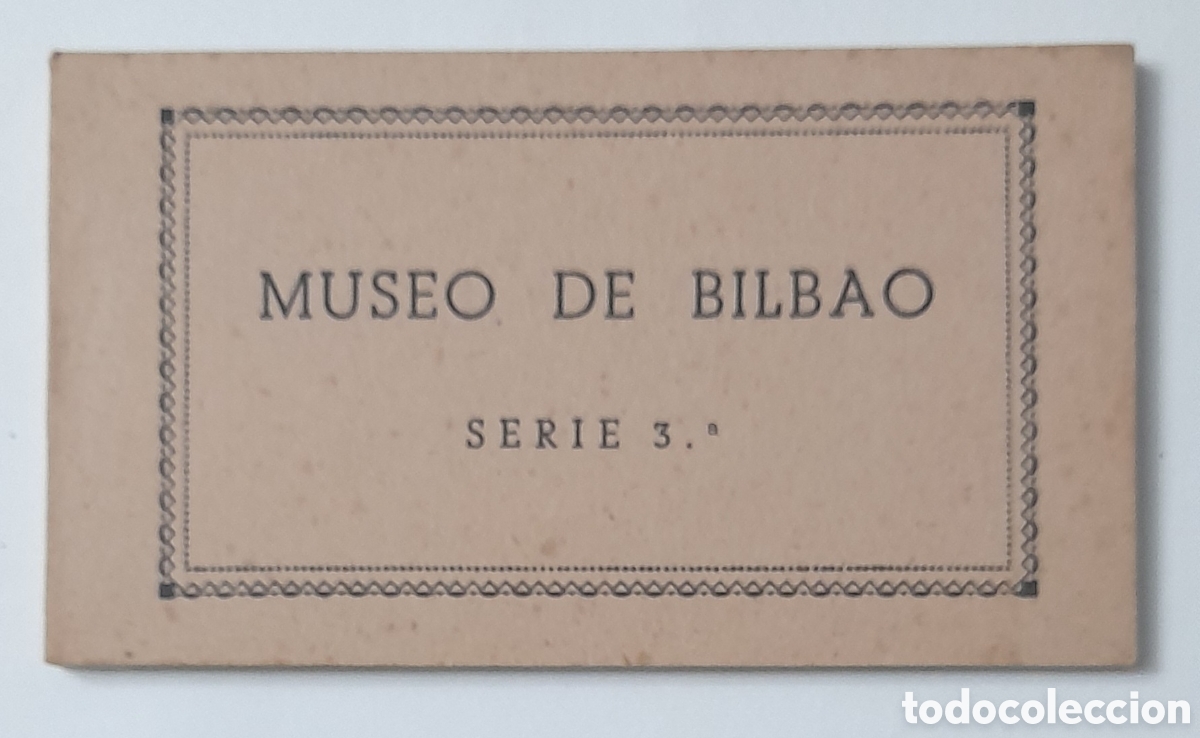 MUSEO DE BILBAO
SERIE 3.ª
todocoleccion